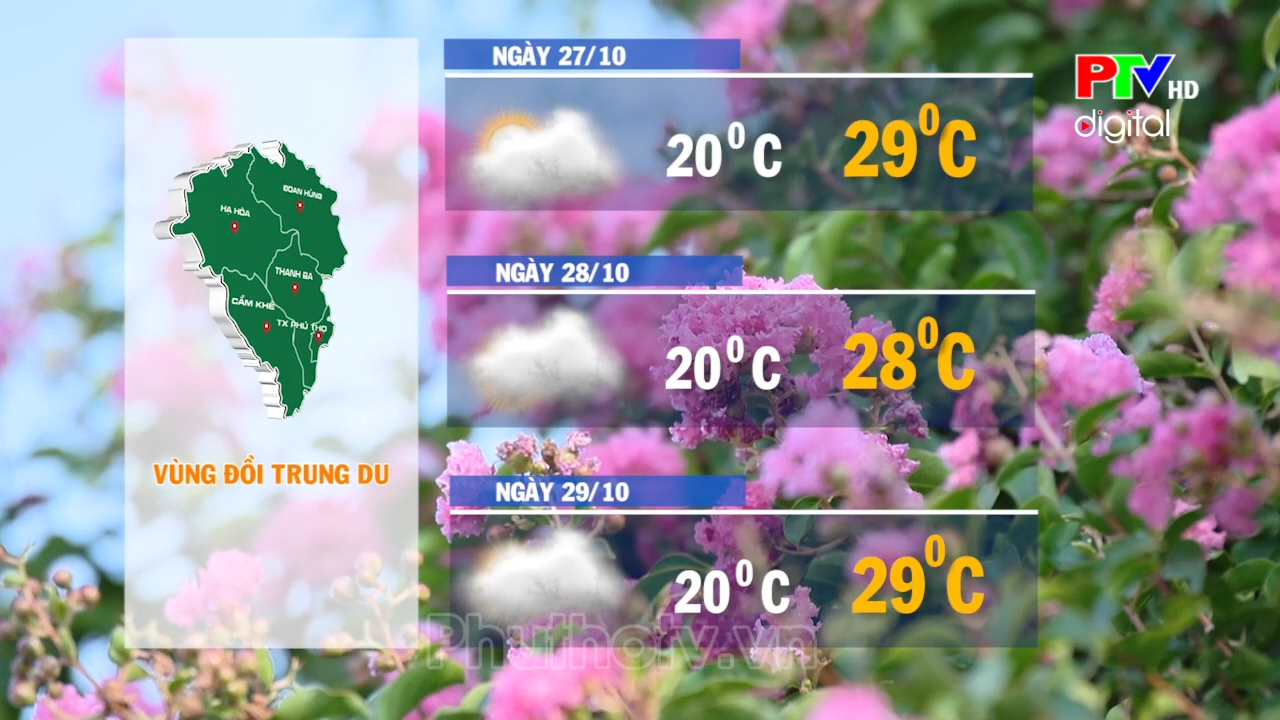 NGÀY 27/10
20⁰C 29⁰C
PTV HD
digital
ĐOAN HÙNG
HẠ HÒA
THANH BA
CẨM KHÊ
TX PHÚ THỌ
VÙNG ĐỒI TRUNG DU
NGÀY 28/10
20⁰C 28⁰C
NGÀY 29/10
20⁰C 29⁰C
Phuthotv.vn